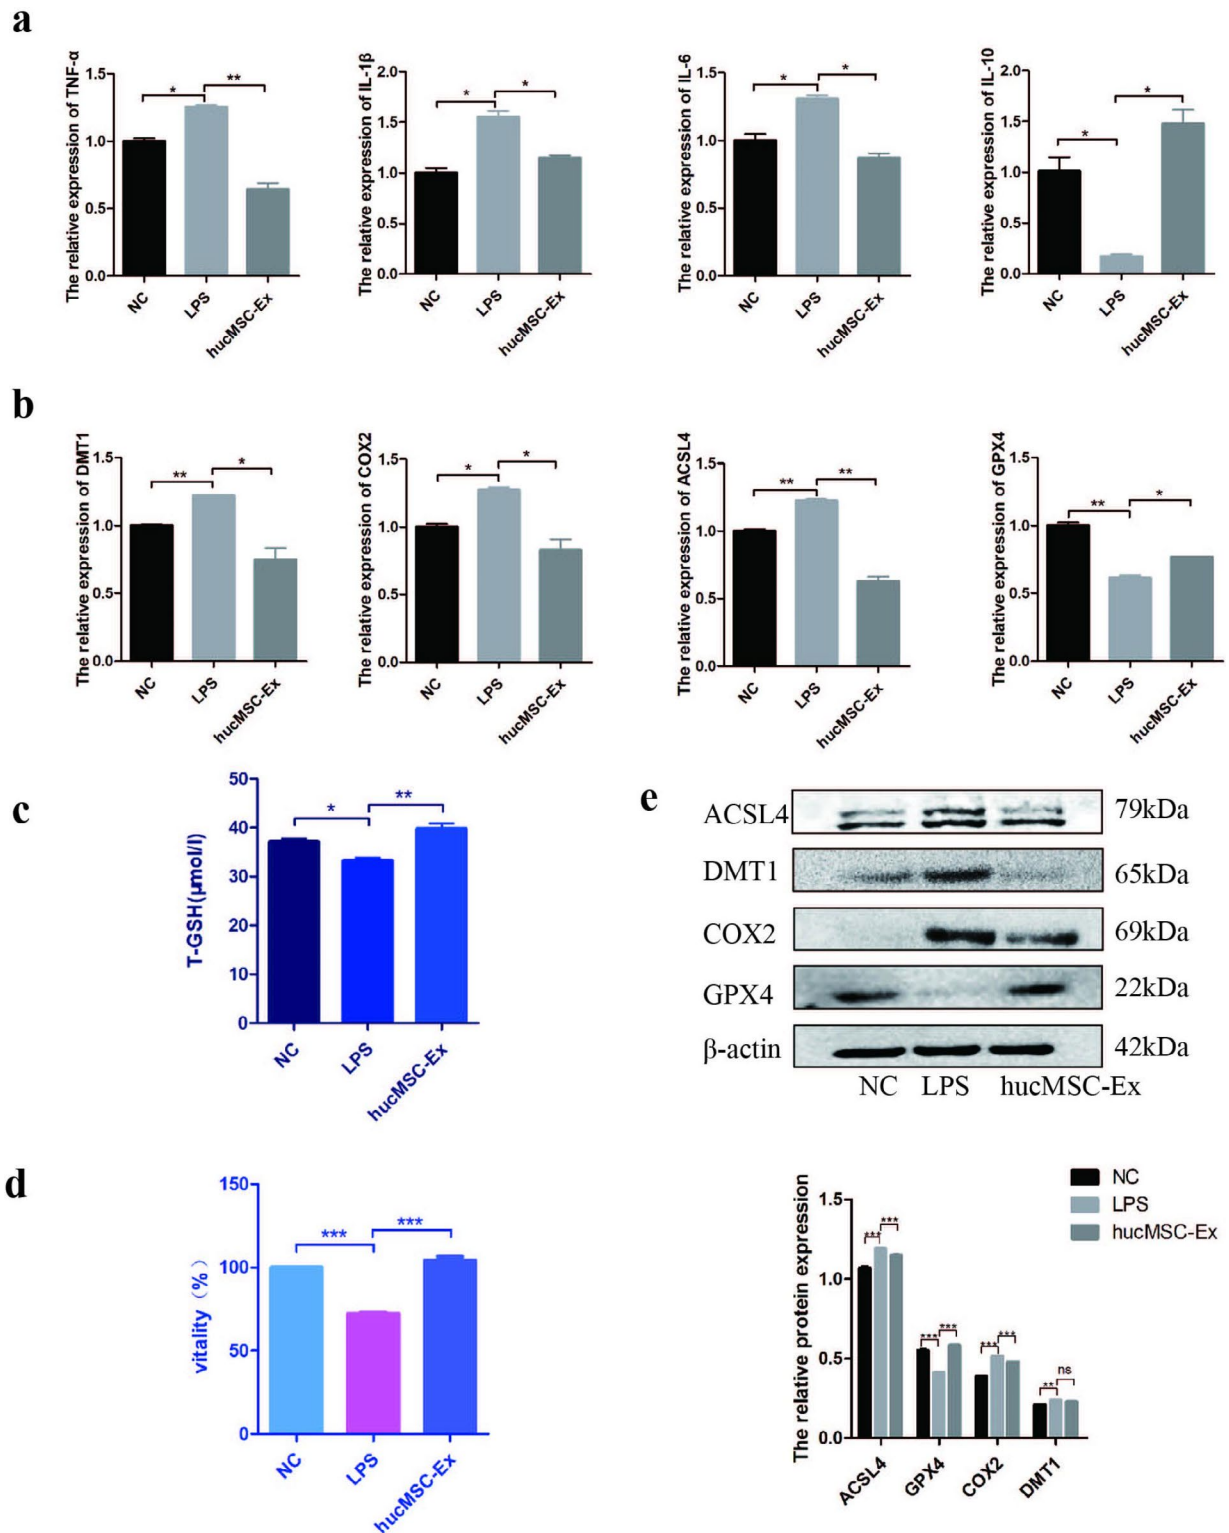 a
The relative expression of TNF-α
1.5
1.0
0.5
0.0
*
**
NC
LPS
hucMSC-Ex
The relative expression of IL-1β
2.0
1.5
1.0
0.5
0.0
*
*
NC
LPS
hucMSC-Ex
The relative expression of IL-6
1.5
1.0
0.5
0.0
*
*
NC
LPS
hucMSC-Ex
The relative expression of IL-10
2.0
1.5
1.0
0.5
0.0
*
*
NC
LPS
hucMSC-Ex
b
The relative expression of DMT1
1.5
1.0
0.5
0.0
**
*
NC
LPS
hucMSC-Ex
The relative expression of COX2
1.5
1.0
0.5
0.0
*
*
NC
LPS
hucMSC-Ex
The relative expression of ACSL4
1.5
1.0
0.5
0.0
**
**
NC
LPS
hucMSC-Ex
The relative expression of GPX4
1.5
1.0
0.5
0.0
**
*
NC
LPS
hucMSC-Ex
c
T-GSH(μmol/l)
50
40
30
20
10
0
*
**
NC
LPS
hucMSC-Ex
d
vitality（%）
150
100
50
0
***
***
NC
LPS
hucMSC-Ex
e
ACSL4 79kDa
DMT1 65kDa
COX2 69kDa
GPX4 22kDa
β-actin 42kDa
NC LPS hucMSC-Ex
NC
LPS
hucMSC-Ex
The relative protein expression
1.5
1.0
0.5
0.0
*** ***
*** ***
*** ***
** ns
ACSL4
GPX4
COX2
DMT1